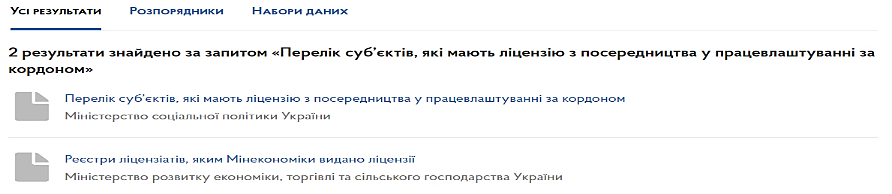 Усі результати Розпорядники Набори даних
2 результати знайдено за запитом «Перелік суб’єктів, які мають ліцензію з посередництва у працевлаштуванні за
кордоном»
Перелік суб’єктів, які мають ліцензію з посередництва у працевлаштуванні за кордоном
Міністерство соціальної політики України
Реєстри ліцензіатів, яким Мінекономіки видано ліцензії
Міністерство розвитку економіки, торгівлі та сільського господарства України